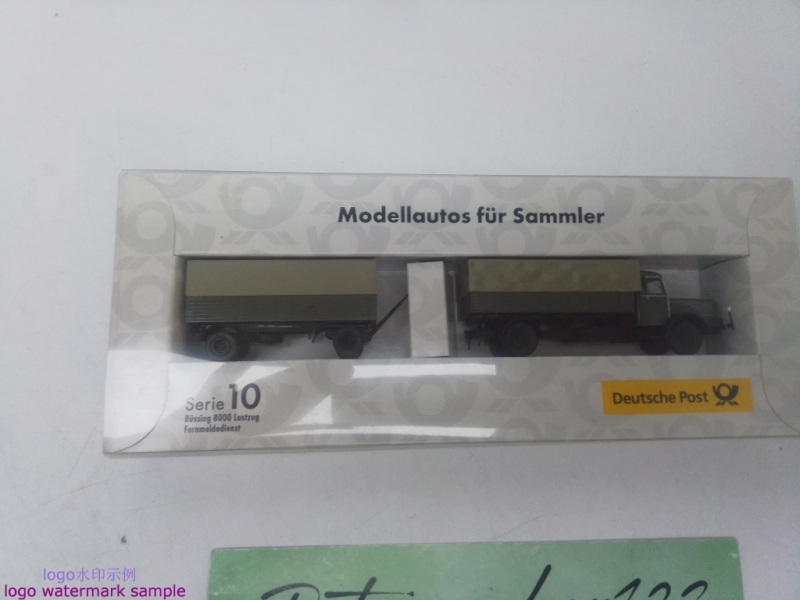 Modellautos für Sammler
Serie 10
Büssing 8000 Lastzug
Fernmeldedienst
Deutsche Post
logo水印示例
logo watermark sample